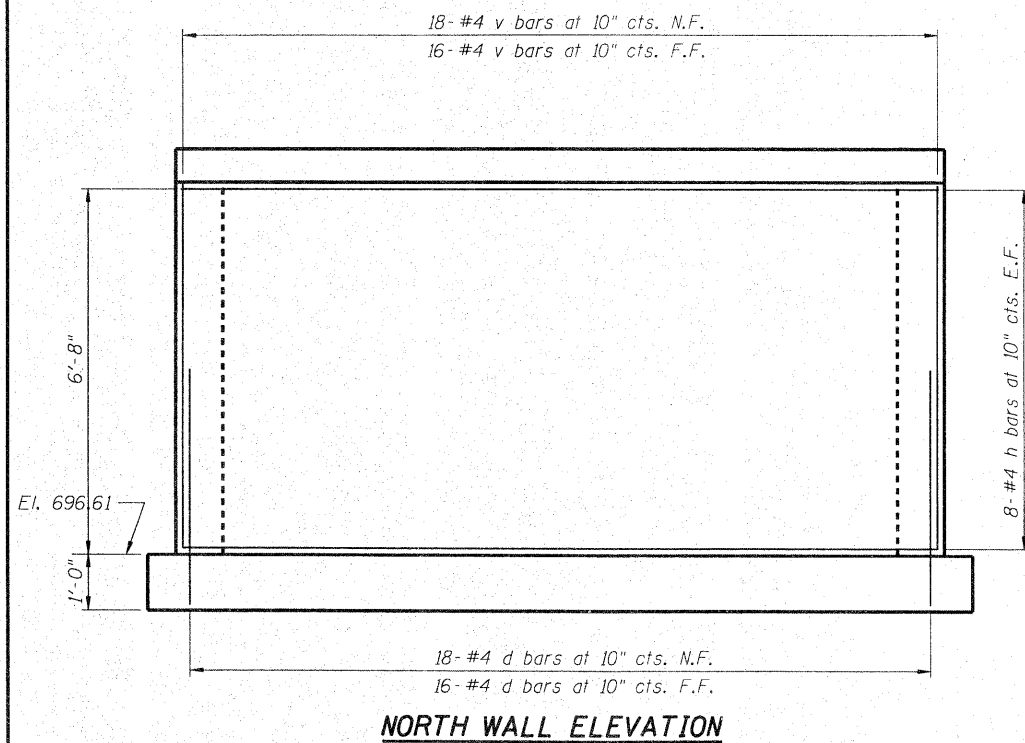 18- #4 v bars at 10" cts. N.F.
16- #4 v bars at 10" cts. F.F.
6'-8"
8- #4 h bars at 10" cts. E.F.
El. 696.61
1'-0"
18- #4 d bars at 10" cts. N.F.
16- #4 d bars at 10" cts. F.F.
NORTH WALL ELEVATION